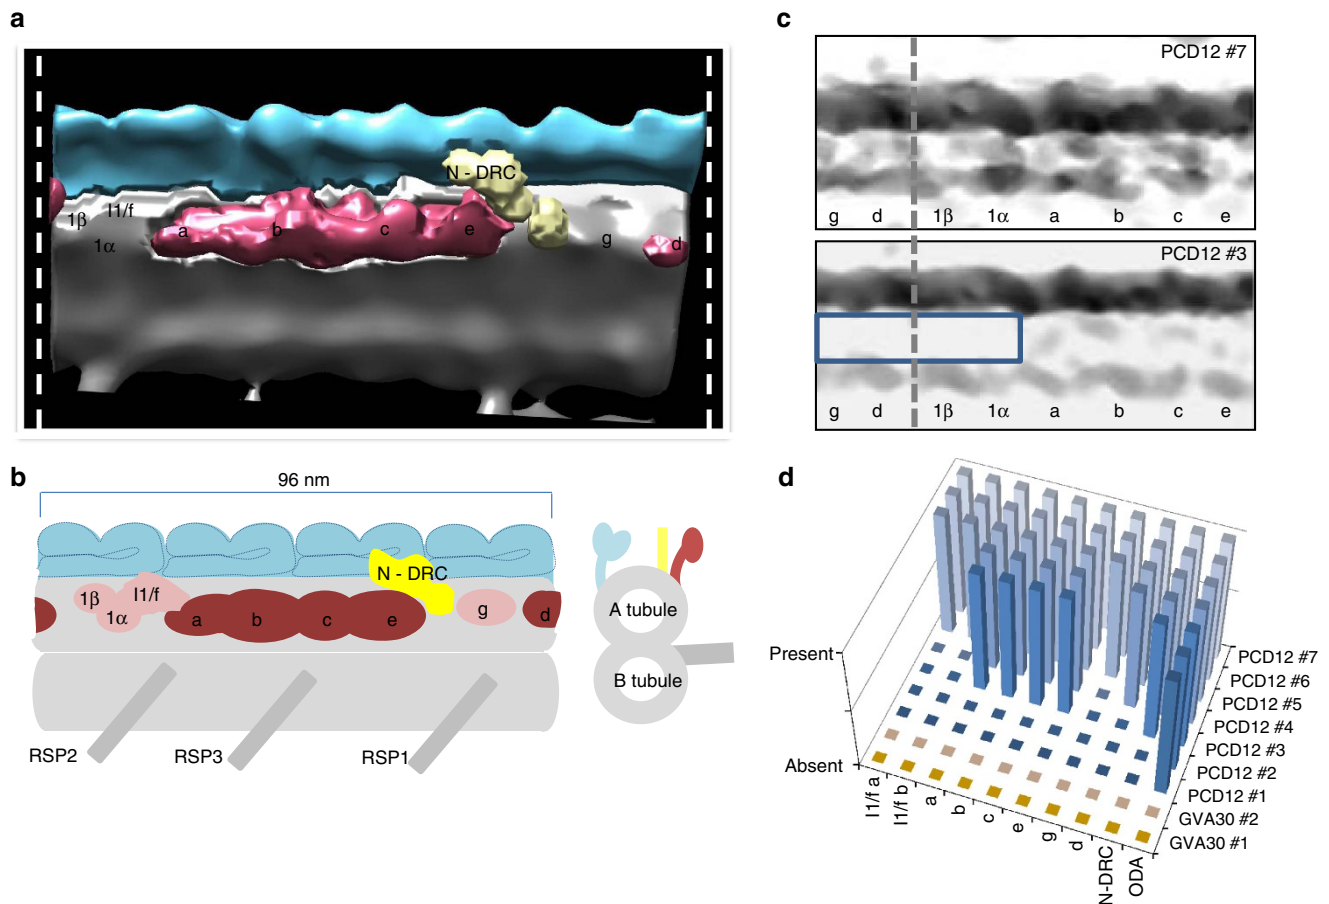 a
N - DRC
1β I1/f
1α a b c e g d
b
96 nm
N - DRC
1β I1/f
1α a b c e g d
RSP2 RSP3 RSP1
A tubule
B tubule
c
PCD12 #7
g d 1β 1α a b c e
PCD12 #3
g d 1β 1α a b c e
d
Present
Absent
I1/f a
I1/f b
a
b
c
e
g
d
N-DRC
ODA
PCD12 #7
PCD12 #6
PCD12 #5
PCD12 #4
PCD12 #3
PCD12 #2
PCD12 #1
GVA30 #2
GVA30 #1